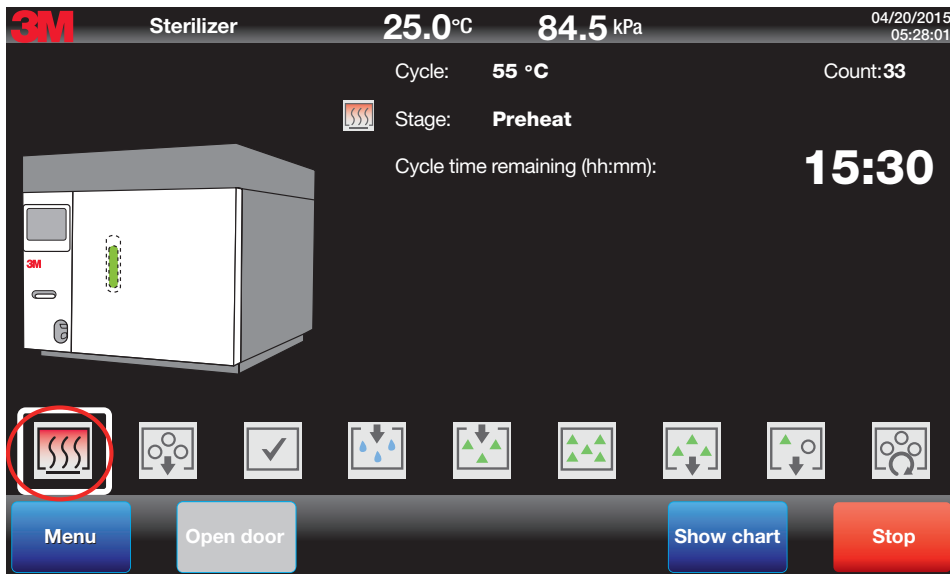 3M Sterilizer 25.0°C 84.5 kPa 04/20/2015
05:28:01
Cycle: 55 °C Count:33
Stage: Preheat
Cycle time remaining (hh:mm): 15:30
3M
Menu Open door Show chart Stop